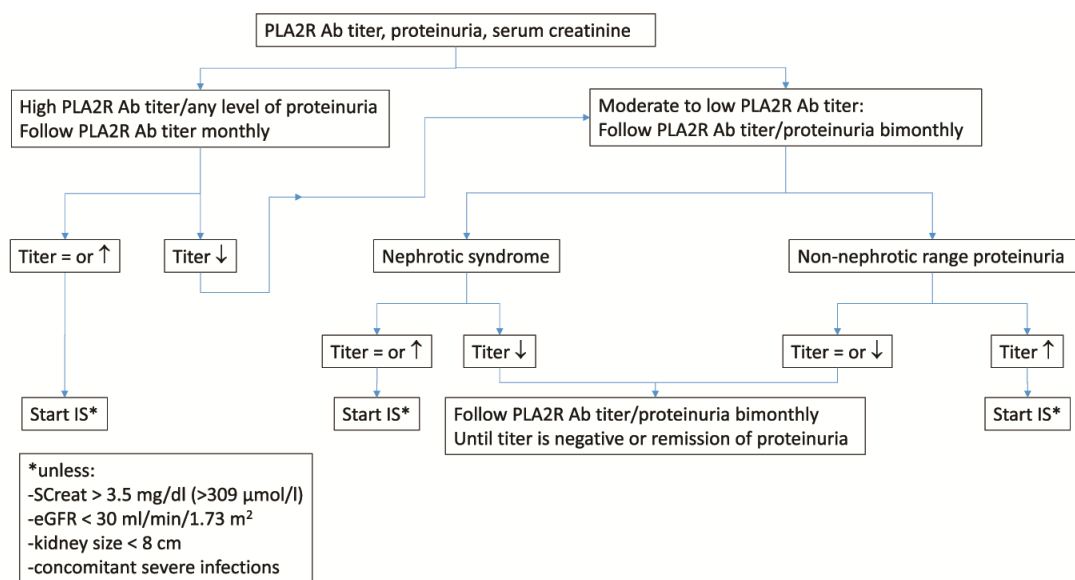 PLA2R Ab titer, proteinuria, serum creatinine
High PLA2R Ab titer/any level of proteinuria
Follow PLA2R Ab titer monthly
Moderate to low PLA2R Ab titer:
Follow PLA2R Ab titer/proteinuria bimonthly
Titer = or ↑
Titer ↓
Nephrotic syndrome
Non-nephrotic range proteinuria
Titer = or ↑
Titer ↓
Titer = or ↓
Titer ↑
Start IS*
Start IS*
Follow PLA2R Ab titer/proteinuria bimonthly
Until titer is negative or remission of proteinuria
Start IS*
*unless:
-SCreat > 3.5 mg/dl (>309 µmol/l)
-eGFR < 30 ml/min/1.73 m²
-kidney size < 8 cm
-concomitant severe infections